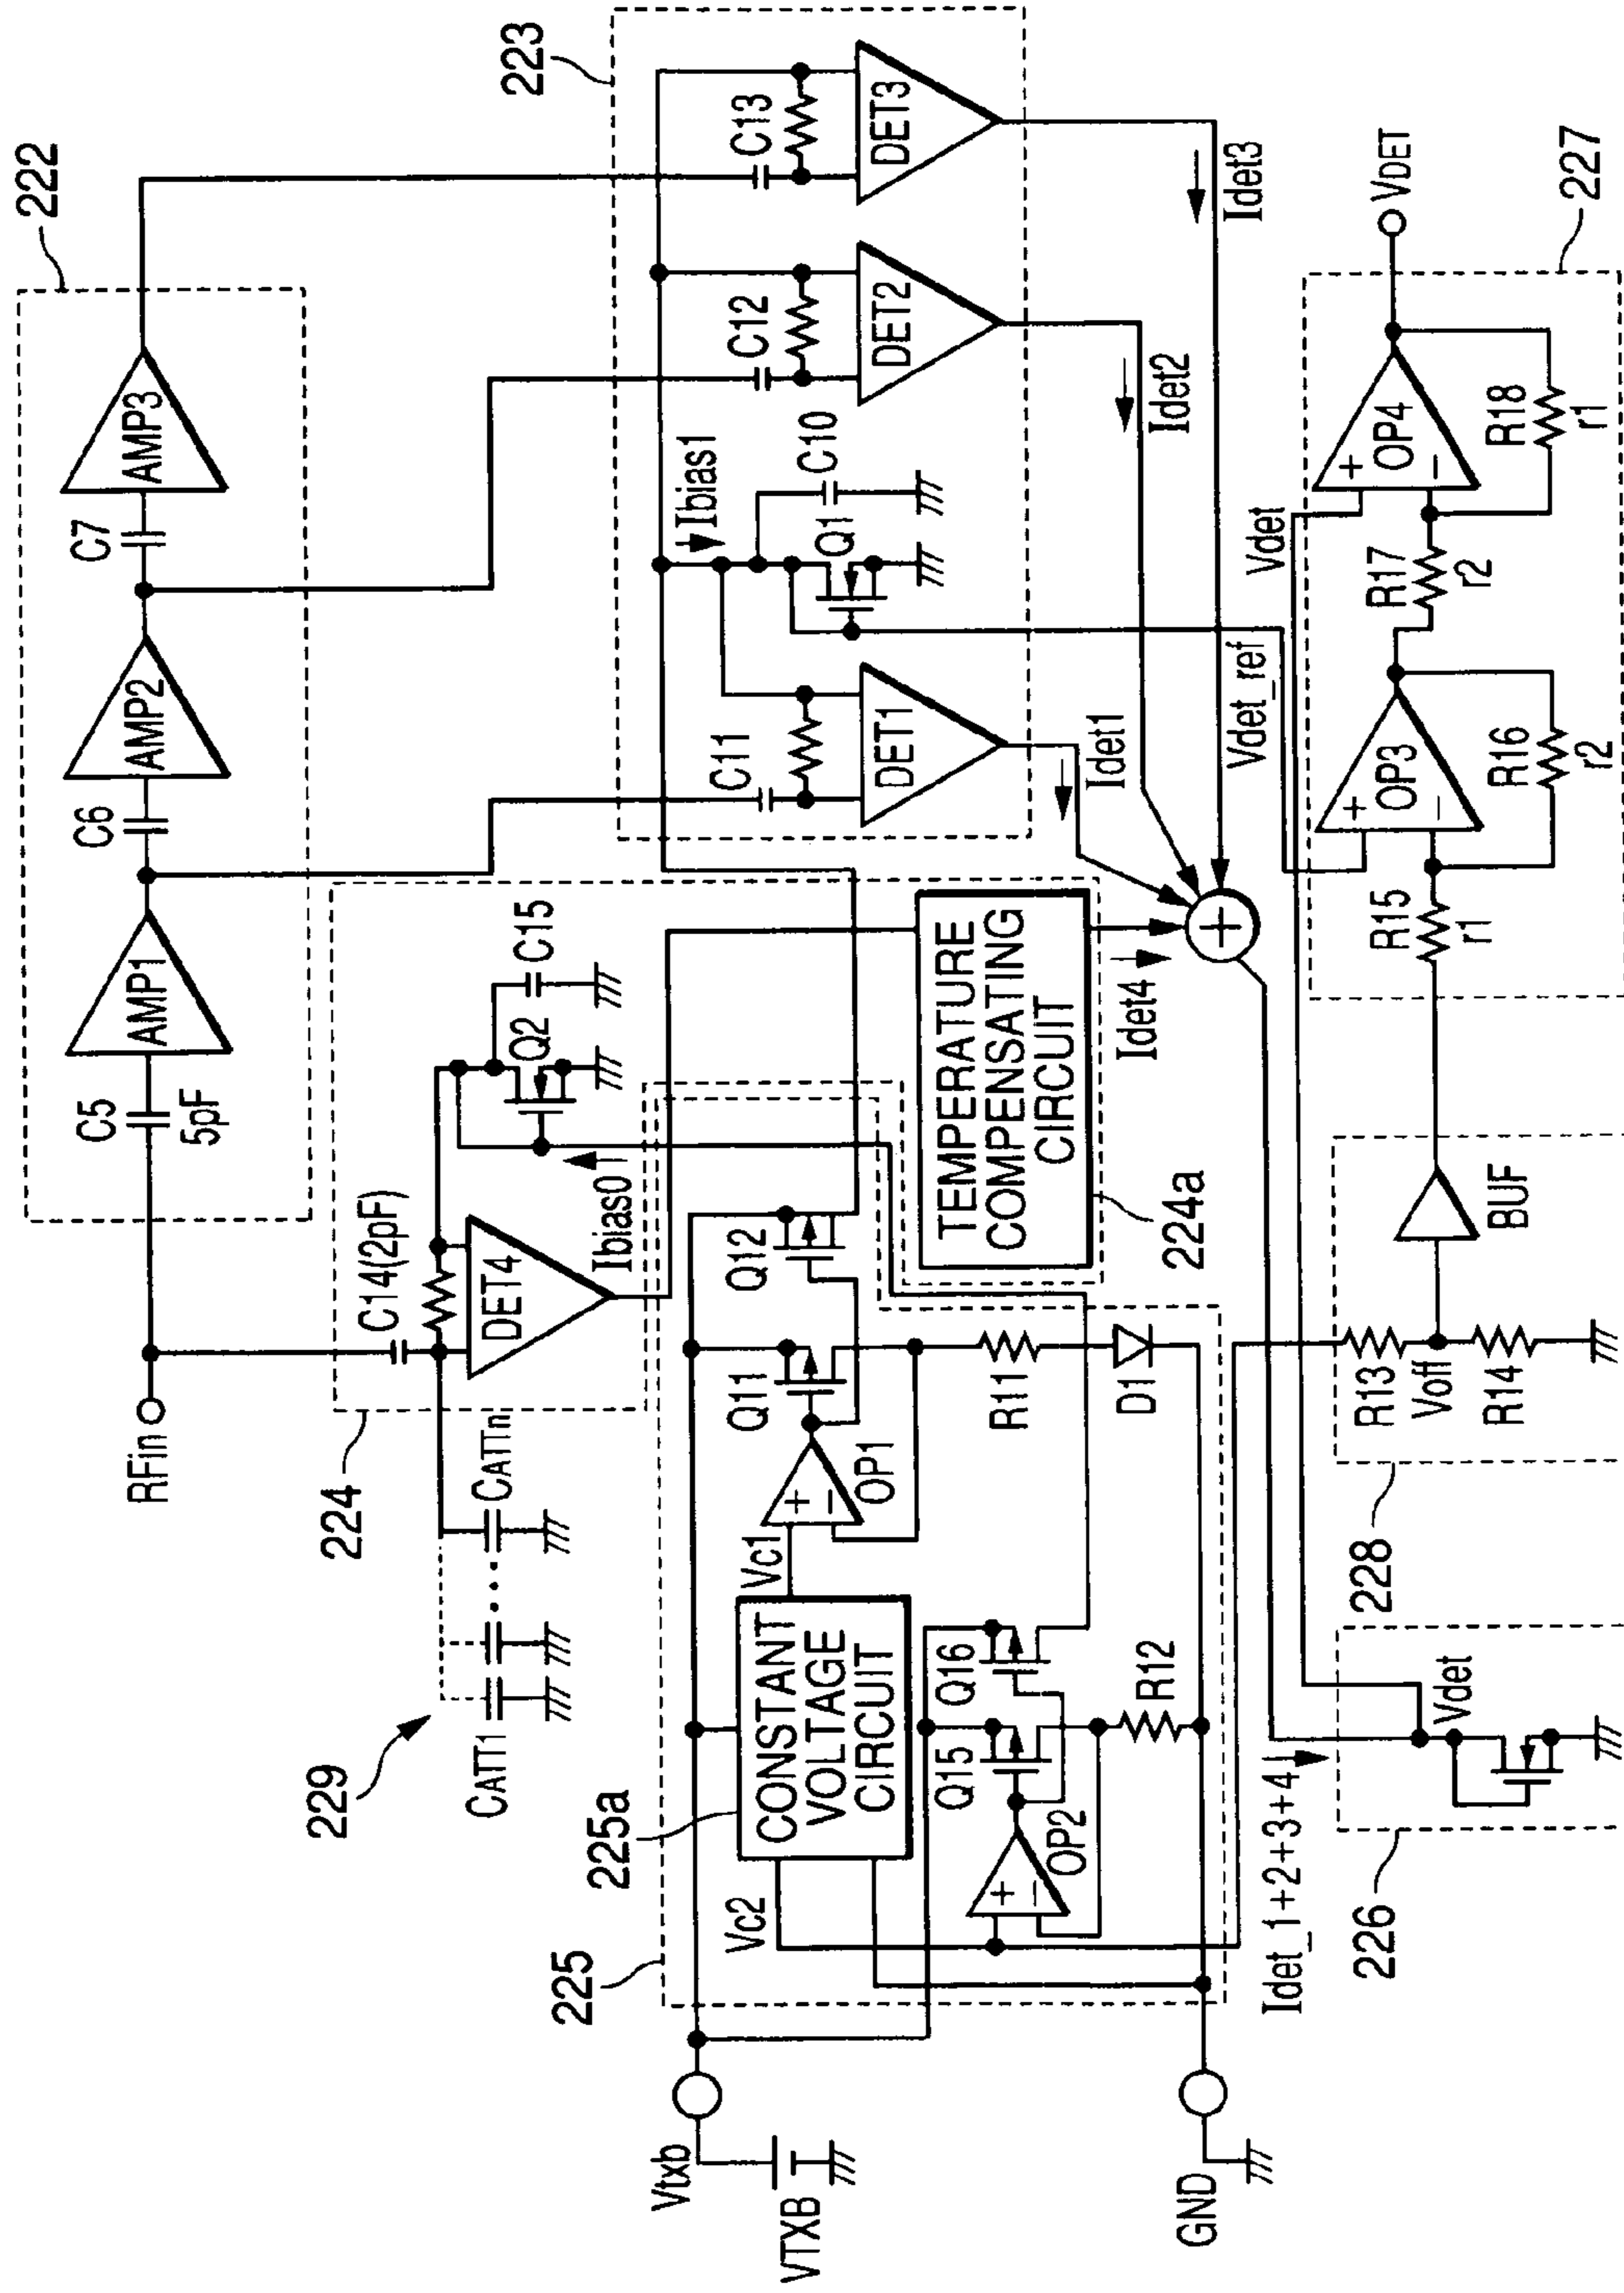 222
C5
5pF
AMP1
C6
AMP2
C7
AMP3
RFin
223
C14(2pF)
DET4
Q2
C15
Ibias0
224
229
CATT1
CATTn
C11
DET1
Ibias1
Q1
C10
C12
DET2
C13
DET3
TEMPERATURE
COMPENSATING
CIRCUIT
224a
Idet1
Idet2
Idet3
Idet4
+
225
225a
CONSTANT
VOLTAGE
CIRCUIT
Vc1
Vc2
+
−
OP1
Q11
Q12
R11
D1
+
−
OP2
Q15
Q16
R12
Vtxb
VTXB
GND
Idet_1+2+3+4
226
Vdet
228
R13
Voff
R14
BUF
Vdet_ref
Vdet
R15
r1
+
−
OP3
R16
r2
R17
r2
+
−
OP4
R18
r1
VDET
227